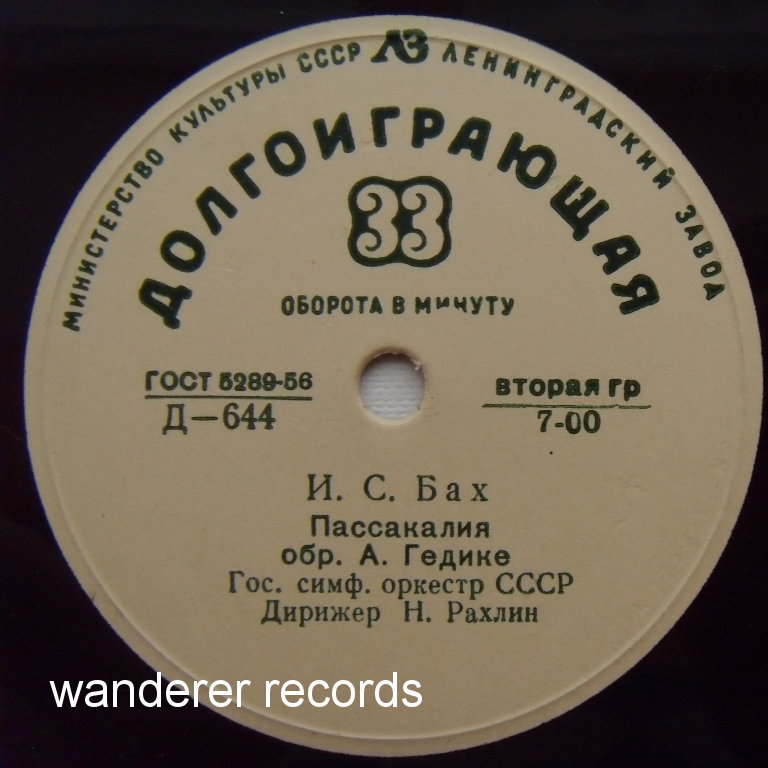 МИНИСТЕРСТВО КУЛЬТУРЫ СССР ЛЗ ЛЕНИНГРАДСКИЙ ЗАВОД
ДОЛГОИГРАЮЩАЯ
33
ОБОРОТА В МИНУТУ
ГОСТ 5289-56
Д-644
вторая гр
7-00
И. С. Бах
Пассакалия
обр. А. Гедике
Гос. симф. оркестр СССР
Дирижер Н. Рахлин
wanderer records